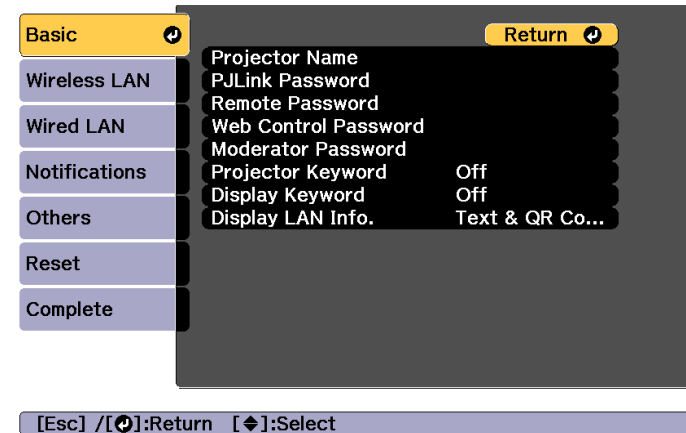 Basic
Wireless LAN
Wired LAN
Notifications
Others
Reset
Complete
Return
Projector Name
PJLink Password
Remote Password
Web Control Password
Moderator Password
Projector Keyword Off
Display Keyword Off
Display LAN Info. Text & QR Co...
[Esc] /[⏎]:Return [◆]:Select